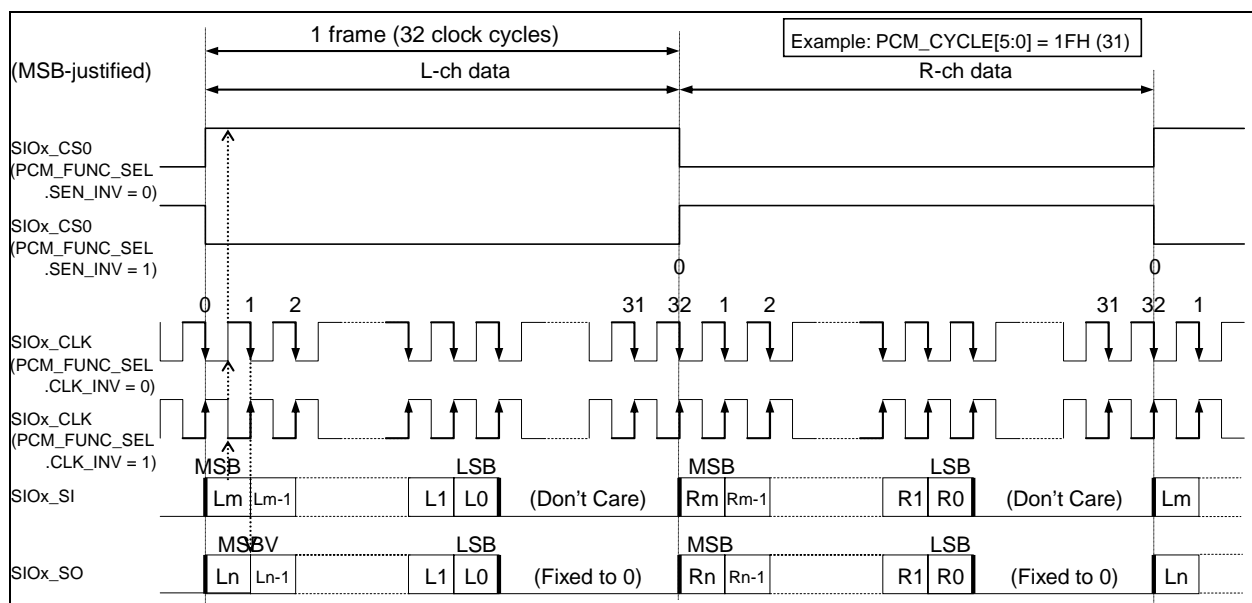 1 frame (32 clock cycles)
Example: PCM_CYCLE[5:0] = 1FH (31)
(MSB-justified)
L-ch data
R-ch data
SIOx_CS0
(PCM_FUNC_SEL
.SEN_INV = 0)
SIOx_CS0
(PCM_FUNC_SEL
.SEN_INV = 1)
0 0
0 1 2 31 32 1 2 31 32 1
SIOx_CLK
(PCM_FUNC_SEL
.CLK_INV = 0)
SIOx_CLK
(PCM_FUNC_SEL
.CLK_INV = 1)
MSB LSB MSB LSB
SIOx_SI Lm Lm-1 L1 L0 (Don't Care) Rm Rm-1 R1 R0 (Don't Care) Lm
MSB LSB MSB LSB
SIOx_SO Ln Ln-1 L1 L0 (Fixed to 0) Rn Rn-1 R1 R0 (Fixed to 0) Ln